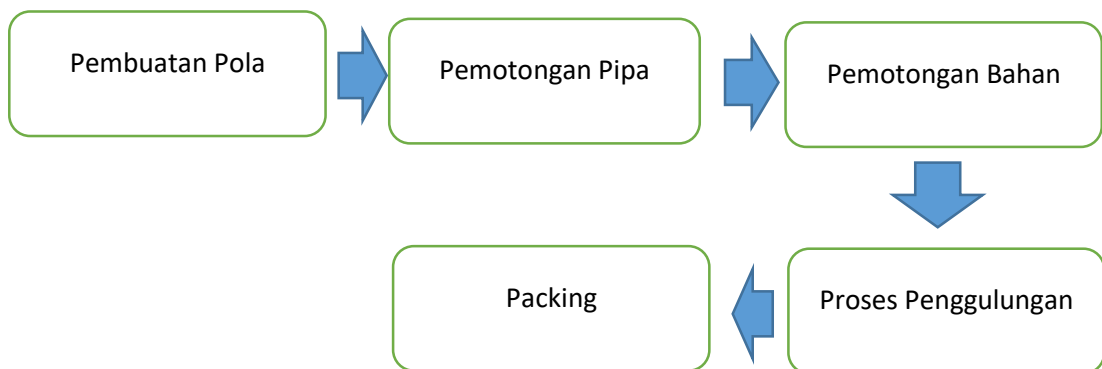 Pembuatan Pola
Pemotongan Pipa
Pemotongan Bahan
Proses Penggulungan
Packing